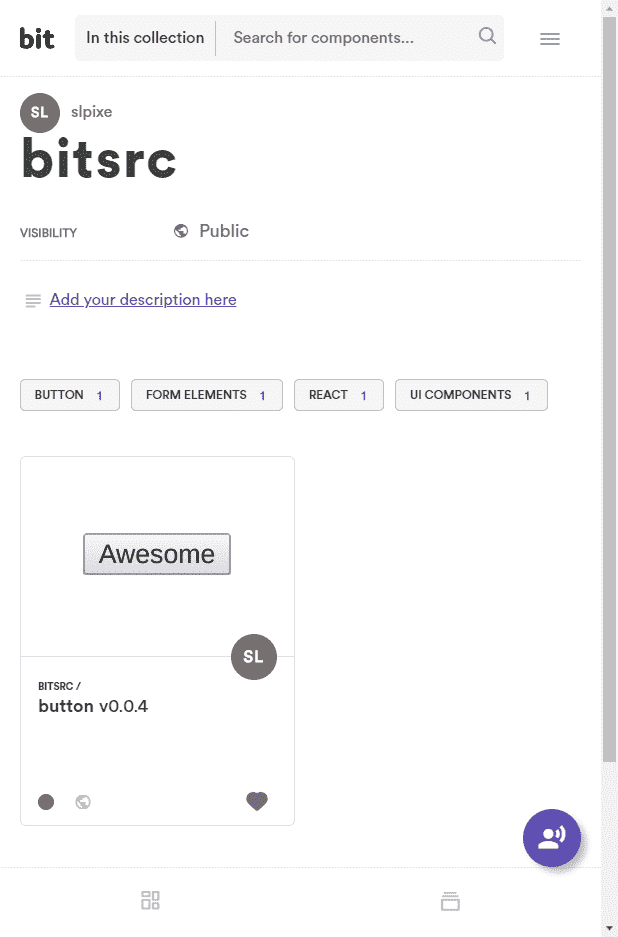 bit In this collection Search for components...
SL slpixe
bitsrc
VISIBILITY Public
Add your description here
BUTTON 1 FORM ELEMENTS 1 REACT 1 UI COMPONENTS 1
Awesome
SL
BITSRC /
button v0.0.4